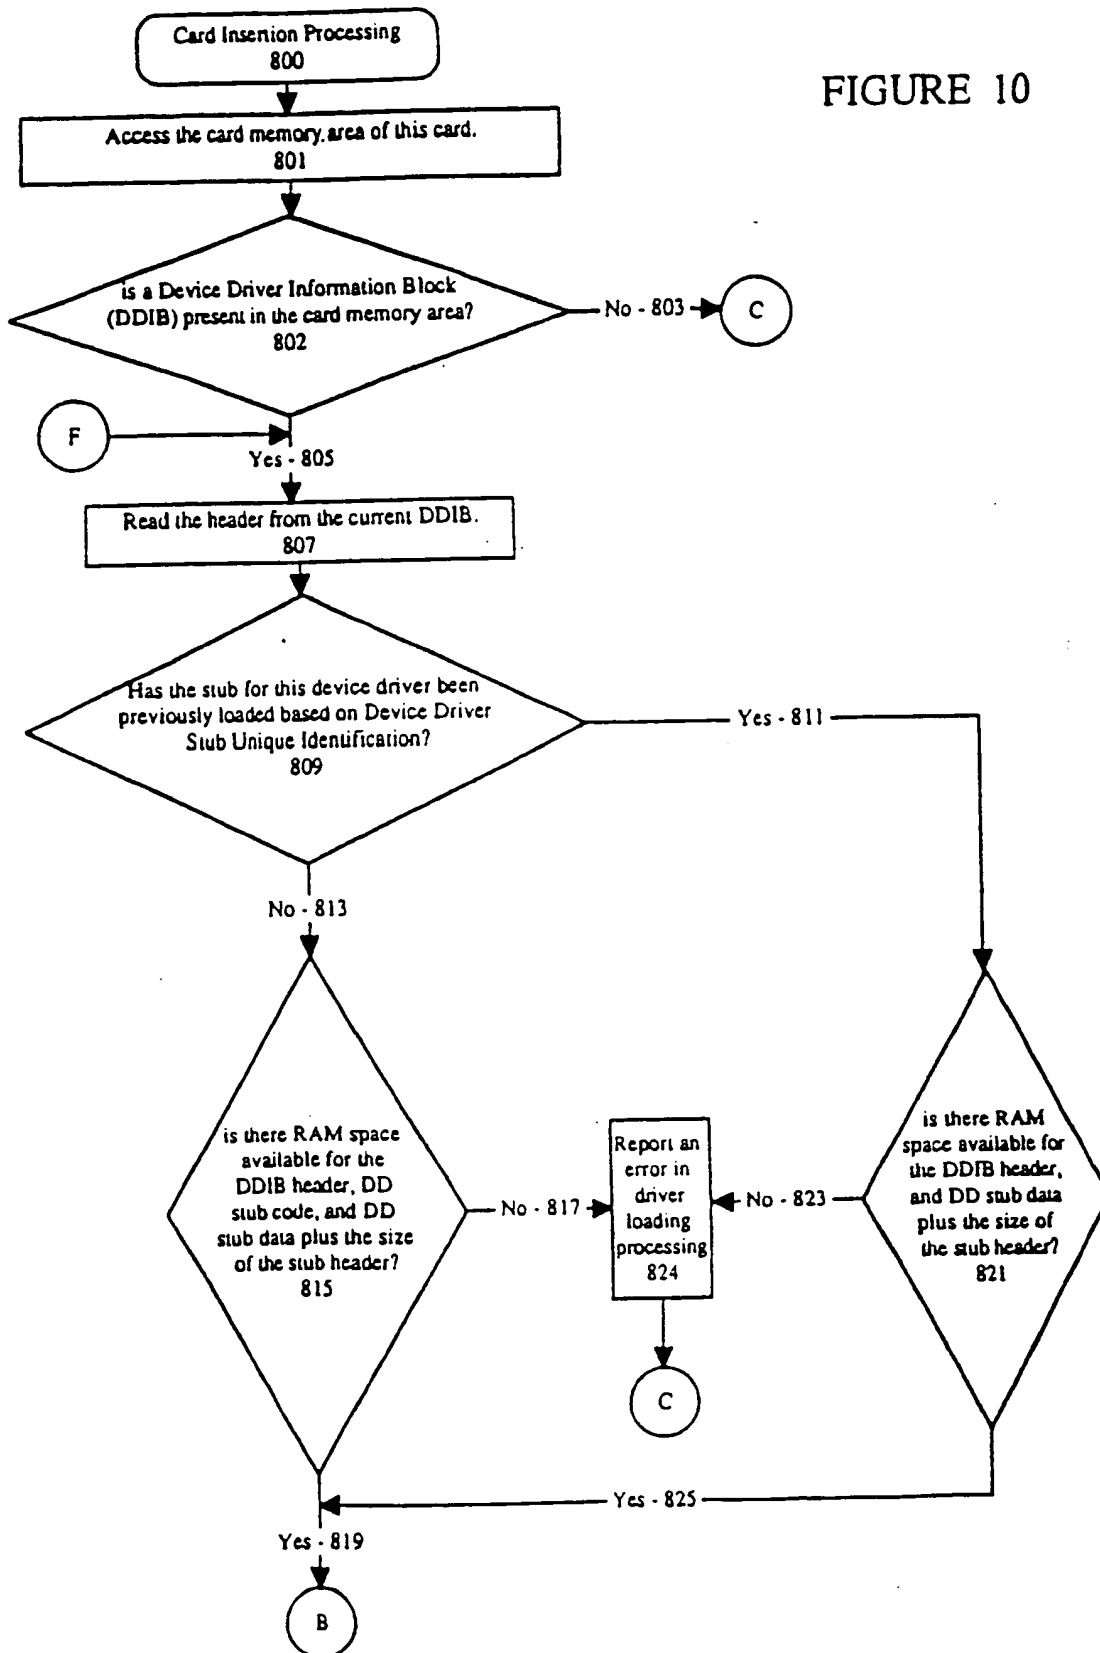 Card Insertion Processing
800
FIGURE 10
Access the card memory area of this card.
801
is a Device Driver Information Block
(DDIB) present in the card memory area?
802
No - 803
C
F
Yes - 805
Read the header from the current DDIB.
807
Has the stub for this device driver been
previously loaded based on Device Driver
Stub Unique Identification?
809
Yes - 811
No - 813
is there RAM space
available for the
DDIB header, DD
stub code, and DD
stub data plus the size
of the stub header?
815
No - 817
Report an
error in
driver
loading
processing
824
No - 823
is there RAM
space available for
the DDIB header,
and DD stub data
plus the size of
the stub header?
821
C
Yes - 825
Yes - 819
B